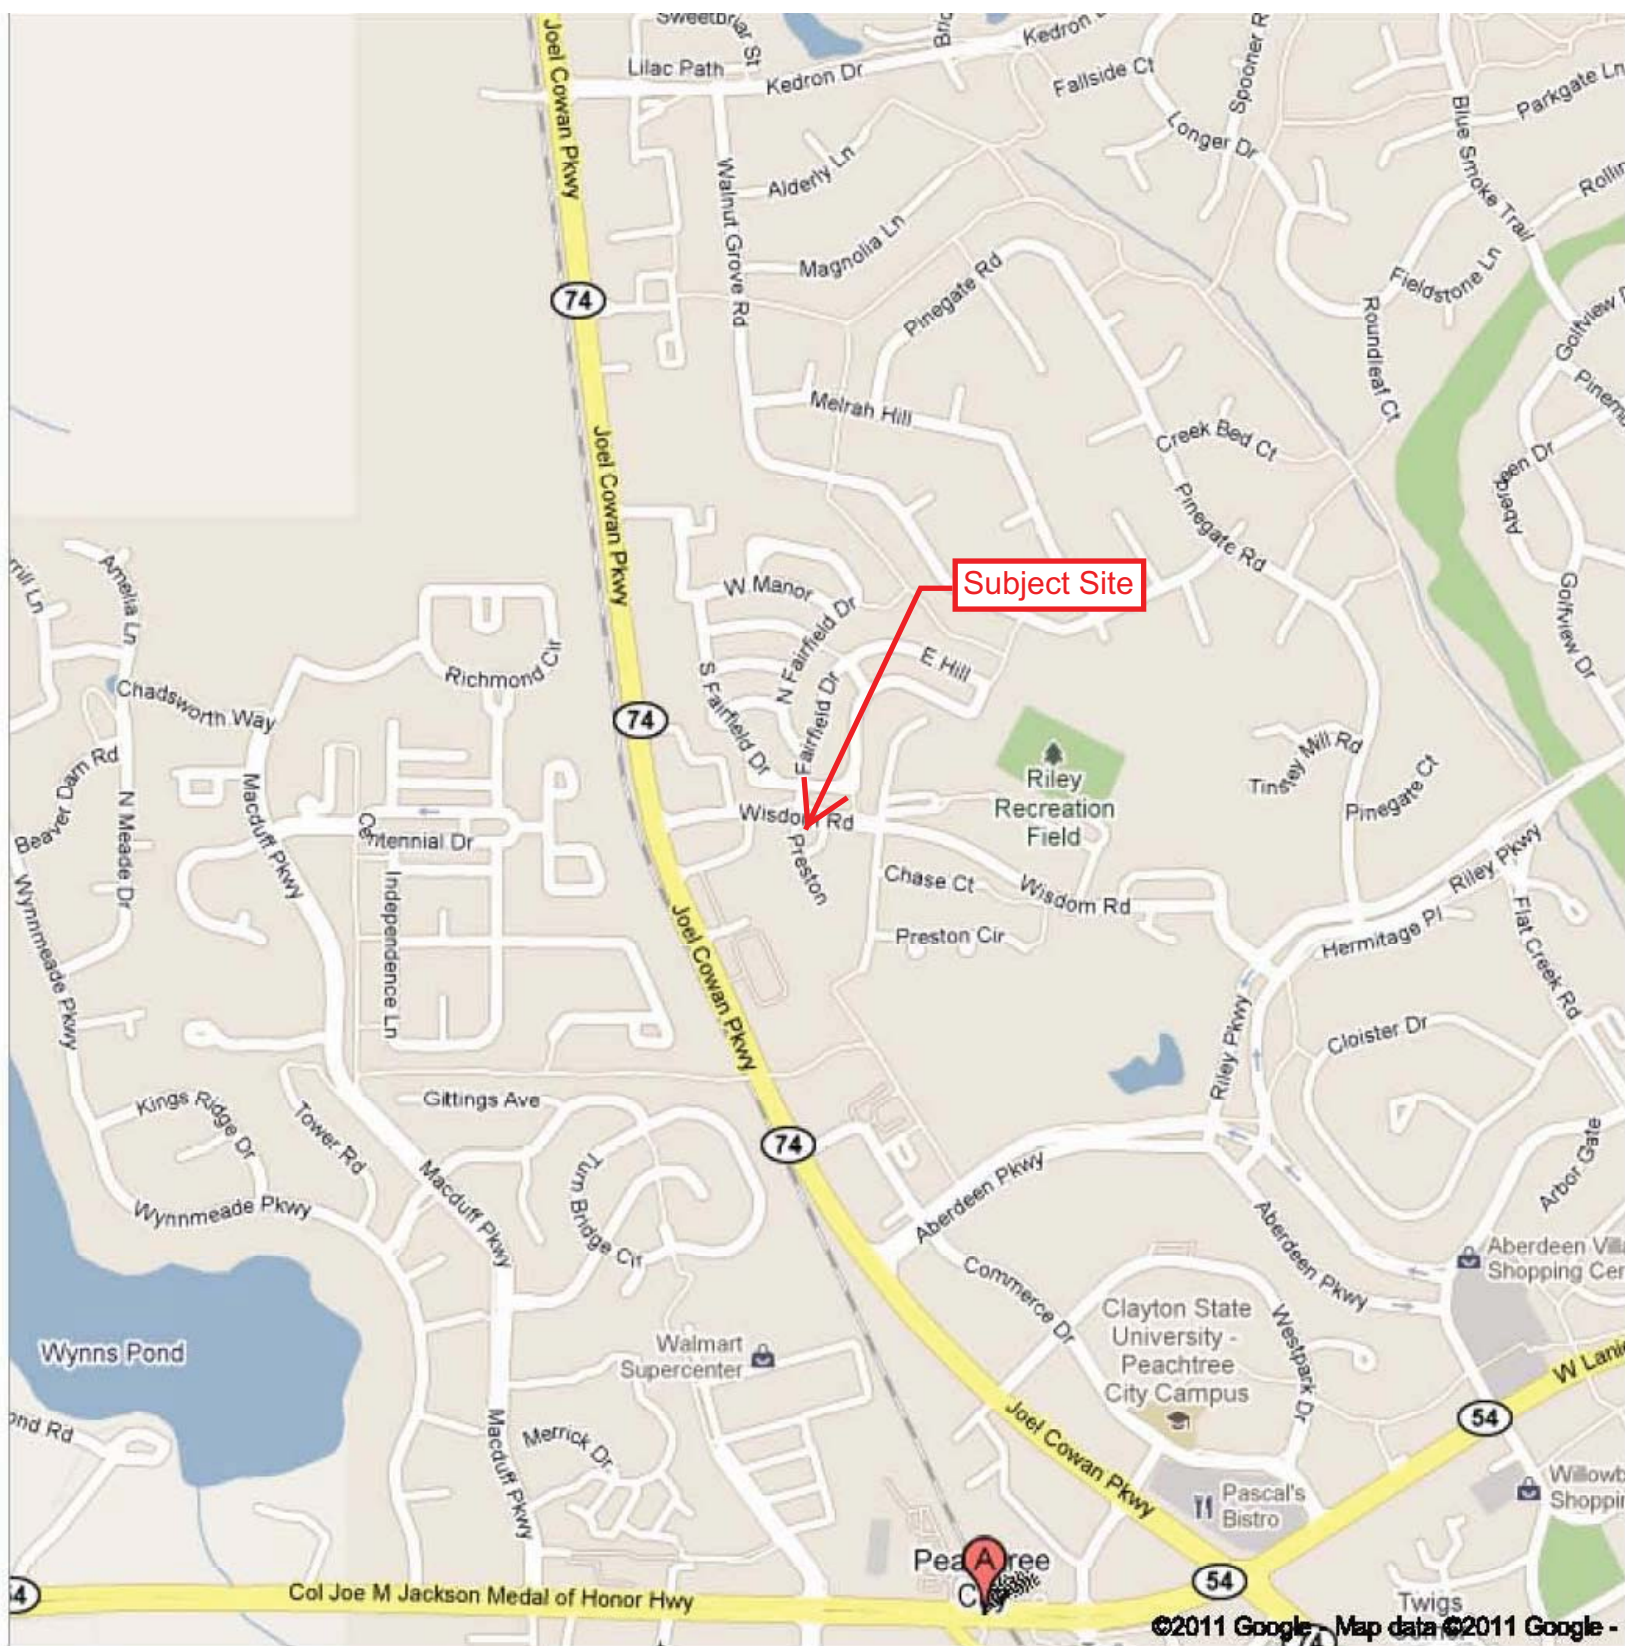 Sweetbriar St
Kedron
Lilac Path
Kedron Dr
Fallside Ct
Spooner R
Parkgate Ln
Joel Cowan Pkwy
Longer Dr
Blue Smoke Trail
Alderly Ln
Walnut Grove Rd
Magnolia Ln
Pinegate Rd
Fieldstone Ln
Golfview
74
Roundleaf Ct
Melrah Hill
Creek Bed Ct
Joel Cowan Pkwy
Aberdeen Dr
Pinegate Rd
Amelia Ln
W Manor
Subject Site
Golfview Dr
N Fairfield Dr
Richmond Cir
E Hill
Chadsworth Way
S Fairfield Dr
Fairfield Dr
74
Beaver Dam Rd
Tinsley Mill Rd
Riley
Recreation
Field
Pinegate Ct
N Meade Dr
Macduff Pkwy
Centennial Dr
Wisdom Rd
Preston
Riley Pkwy
Chase Ct
Wisdom Rd
Wynnmeade Pkwy
Independence Ln
Joel Cowan Pkwy
Preston Cir
Hermitage Pl
Flat Creek Rd
Riley Pkwy
Cloister Dr
Gittings Ave
Kings Ridge Dr
Tower Rd
74
Arbor Gate
Turn Bridge Cir
Macduff Pkwy
Aberdeen Pkwy
Wynnmeade Pkwy
Aberdeen Pkwy
Aberdeen Villa
Shopping Cer
Commerce Dr
Clayton State
University -
Peachtree
City Campus
Westpark Dr
Wynns Pond
Walmart
Supercenter
W Lanie
54
Joel Cowan Pkwy
ond Rd
Merrick Dr
Macduff Pkwy
Pascal's
Bistro
Willowb
Shoppin
A
54
Col Joe M Jackson Medal of Honor Hwy
Twigs
74
©2011 Google - Map data ©2011 Google -